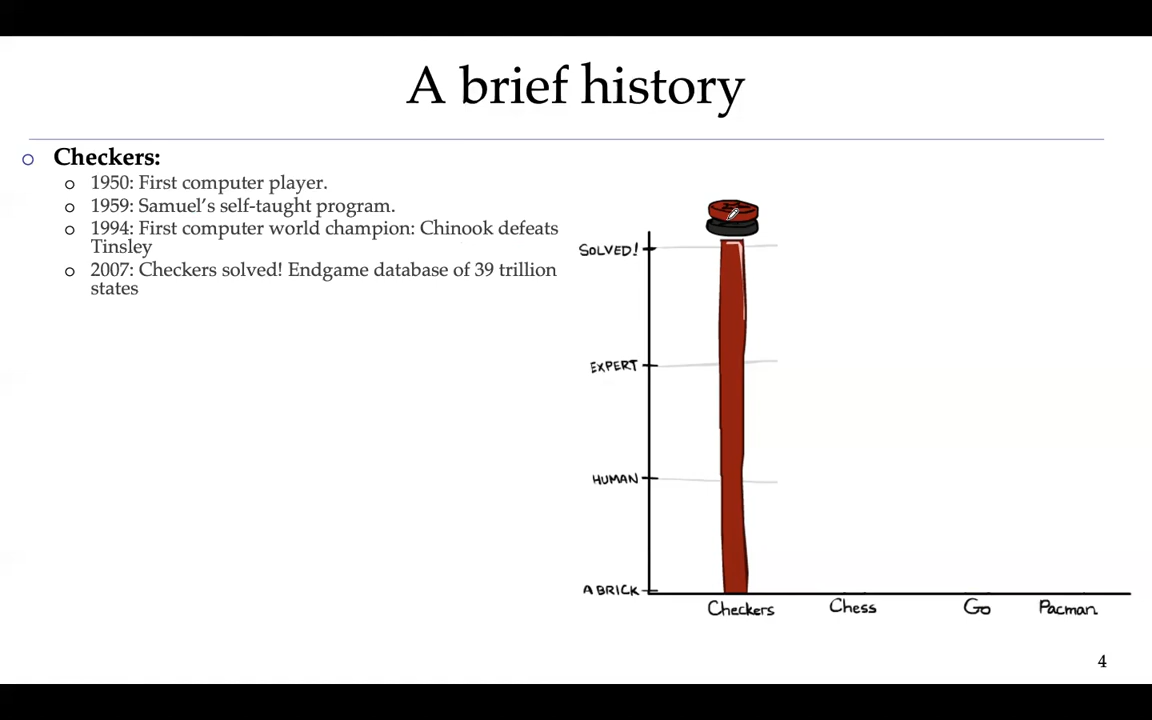 A brief history
Checkers:
1950: First computer player.
1959: Samuel's self-taught program.
1994: First computer world champion: Chinook defeats
Tinsley
2007: Checkers solved! Endgame database of 39 trillion
states
SOLVED!
EXPERT
HUMAN
A BRICK
Checkers
Chess
Go
Pacman
4